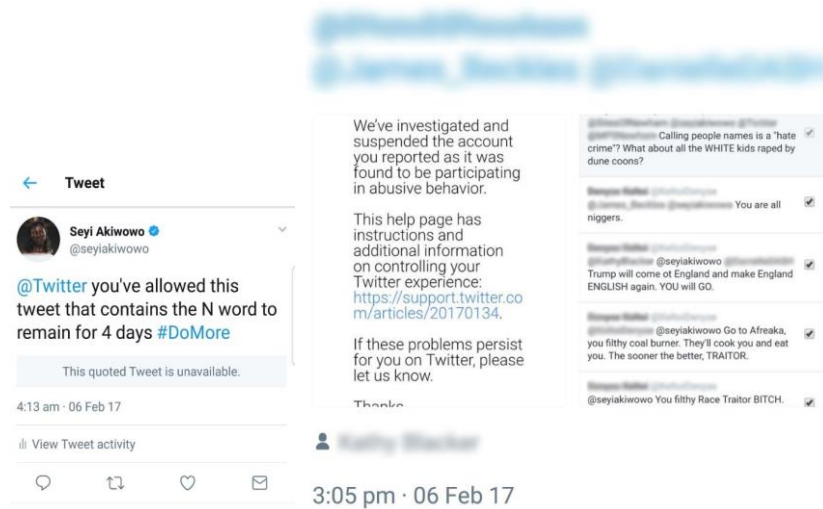 Tweet
Seyi Akiwowo
@seyiakiwowo
@Twitter you've allowed this
tweet that contains the N word to
remain for 4 days #DoMore
This quoted Tweet is unavailable.
4:13 am · 06 Feb 17
View Tweet activity
We've investigated and
suspended the account
you reported as it was
found to be participating
in abusive behavior.
This help page has
instructions and
additional information
on controlling your
Twitter experience:
https://support.twitter.co
m/articles/20170134.
If these problems persist
for you on Twitter, please
let us know.
Thanks
Calling people names is a "hate
crime"? What about all the WHITE kids raped by
dune coons?
You are all
niggers.
@seyiakiwowo
Trump will come ot England and make England
ENGLISH again. YOU will GO.
@seyiakiwowo Go to Afreaka,
you filthy coal burner. They'll cook you and eat
you. The sooner the better, TRAITOR.
@seyiakiwowo You filthy Race Traitor BITCH.
3:05 pm · 06 Feb 17